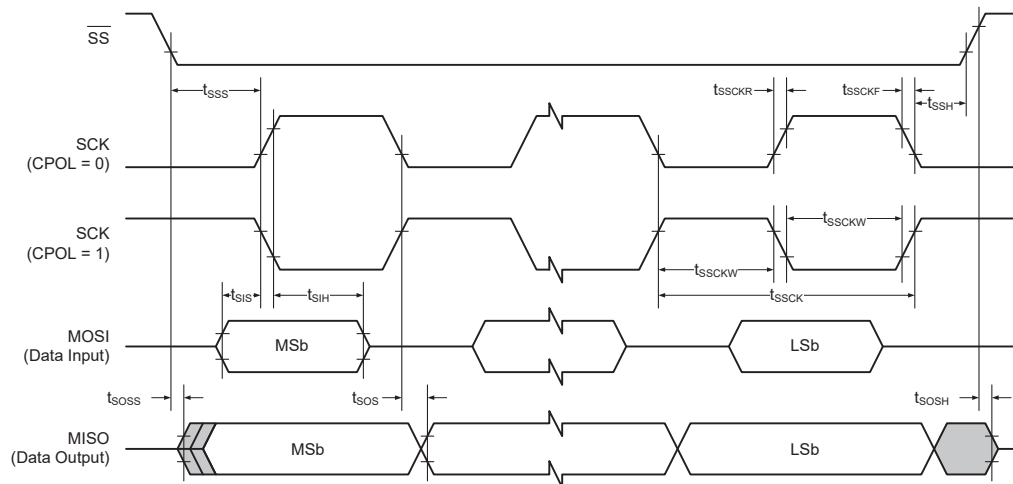 SS
tSSS
tSSCKR
tSSCKF
tSSH
SCK
(CPOL = 0)
SCK
(CPOL = 1)
tSSCKW
tSSCKW
tSSCK
tSIS
tSIH
MOSI
(Data Input)
MSb
LSb
tSOSS
tSOS
tSOSH
MISO
(Data Output)
MSb
LSb